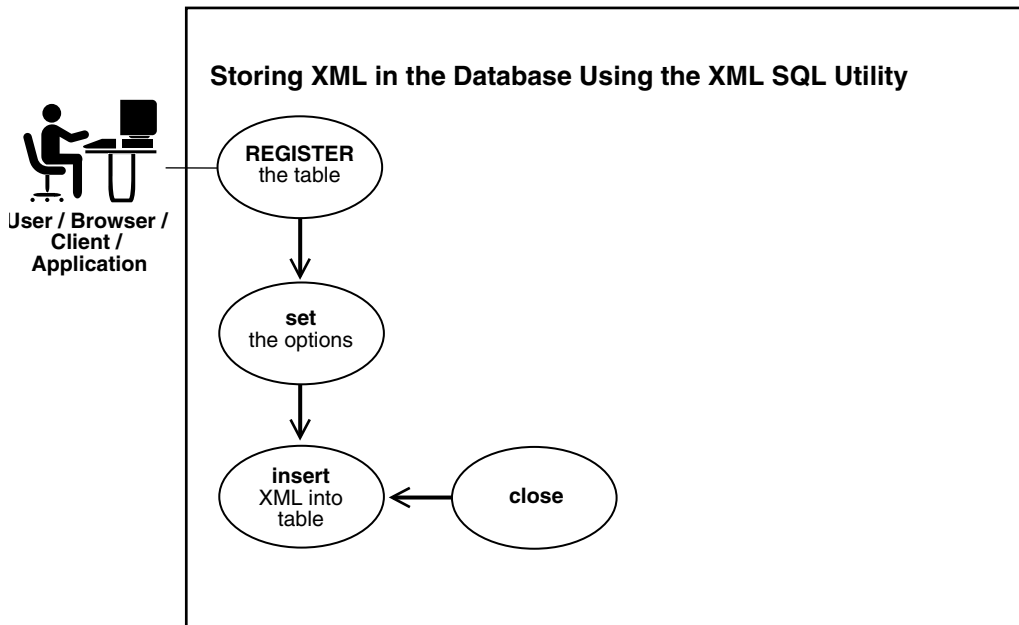 Storing XML in the Database Using the XML SQL Utility
REGISTER
the table
User / Browser /
Client /
Application
set
the options
insert
XML into
table
close